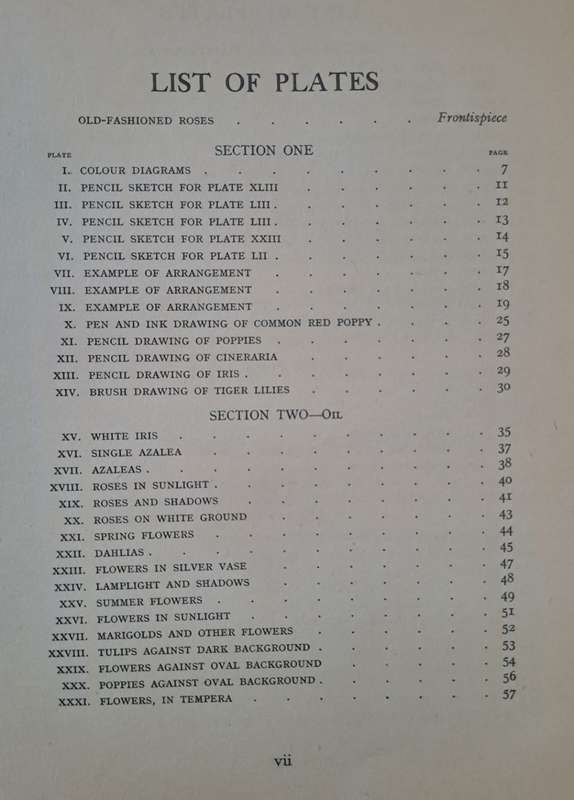 LIST OF PLATES
OLD-FASHIONED ROSES . . . . . . Frontispiece
SECTION ONE
PLATE PAGE
I. COLOUR DIAGRAMS . . . . . . . . . 7
II. PENCIL SKETCH FOR PLATE XLIII . . . . . . 11
III. PENCIL SKETCH FOR PLATE LIII . . . . . . . 12
IV. PENCIL SKETCH FOR PLATE LIII . . . . . . . 13
V. PENCIL SKETCH FOR PLATE XXIII . . . . . . 14
VI. PENCIL SKETCH FOR PLATE LII . . . . . . . 15
VII. EXAMPLE OF ARRANGEMENT . . . . . . . 17
VIII. EXAMPLE OF ARRANGEMENT . . . . . . . 18
IX. EXAMPLE OF ARRANGEMENT . . . . . . . 19
X. PEN AND INK DRAWING OF COMMON RED POPPY . . . . 25
XI. PENCIL DRAWING OF POPPIES . . . . . . . 27
XII. PENCIL DRAWING OF CINERARIA . . . . . . 28
XIII. PENCIL DRAWING OF IRIS . . . . . . . . 29
XIV. BRUSH DRAWING OF TIGER LILIES . . . . . . 30
SECTION TWO—OIL
XV. WHITE IRIS . . . . . . . . . . 35
XVI. SINGLE AZALEA . . . . . . . . . 37
XVII. AZALEAS . . . . . . . . . . . 38
XVIII. ROSES IN SUNLIGHT . . . . . . . . . 40
XIX. ROSES AND SHADOWS . . . . . . . . 41
XX. ROSES ON WHITE GROUND . . . . . . . 43
XXI. SPRING FLOWERS . . . . . . . . . 44
XXII. DAHLIAS . . . . . . . . . . . 45
XXIII. FLOWERS IN SILVER VASE . . . . . . . 47
XXIV. LAMPLIGHT AND SHADOWS . . . . . . . 48
XXV. SUMMER FLOWERS . . . . . . . . . 49
XXVI. FLOWERS IN SUNLIGHT . . . . . . . . 51
XXVII. MARIGOLDS AND OTHER FLOWERS . . . . . . 52
XXVIII. TULIPS AGAINST DARK BACKGROUND . . . . . . 53
XXIX. FLOWERS AGAINST OVAL BACKGROUND . . . . . 54
XXX. POPPIES AGAINST OVAL BACKGROUND . . . . . . 56
XXXI. FLOWERS, IN TEMPERA . . . . . . . . 57
vii